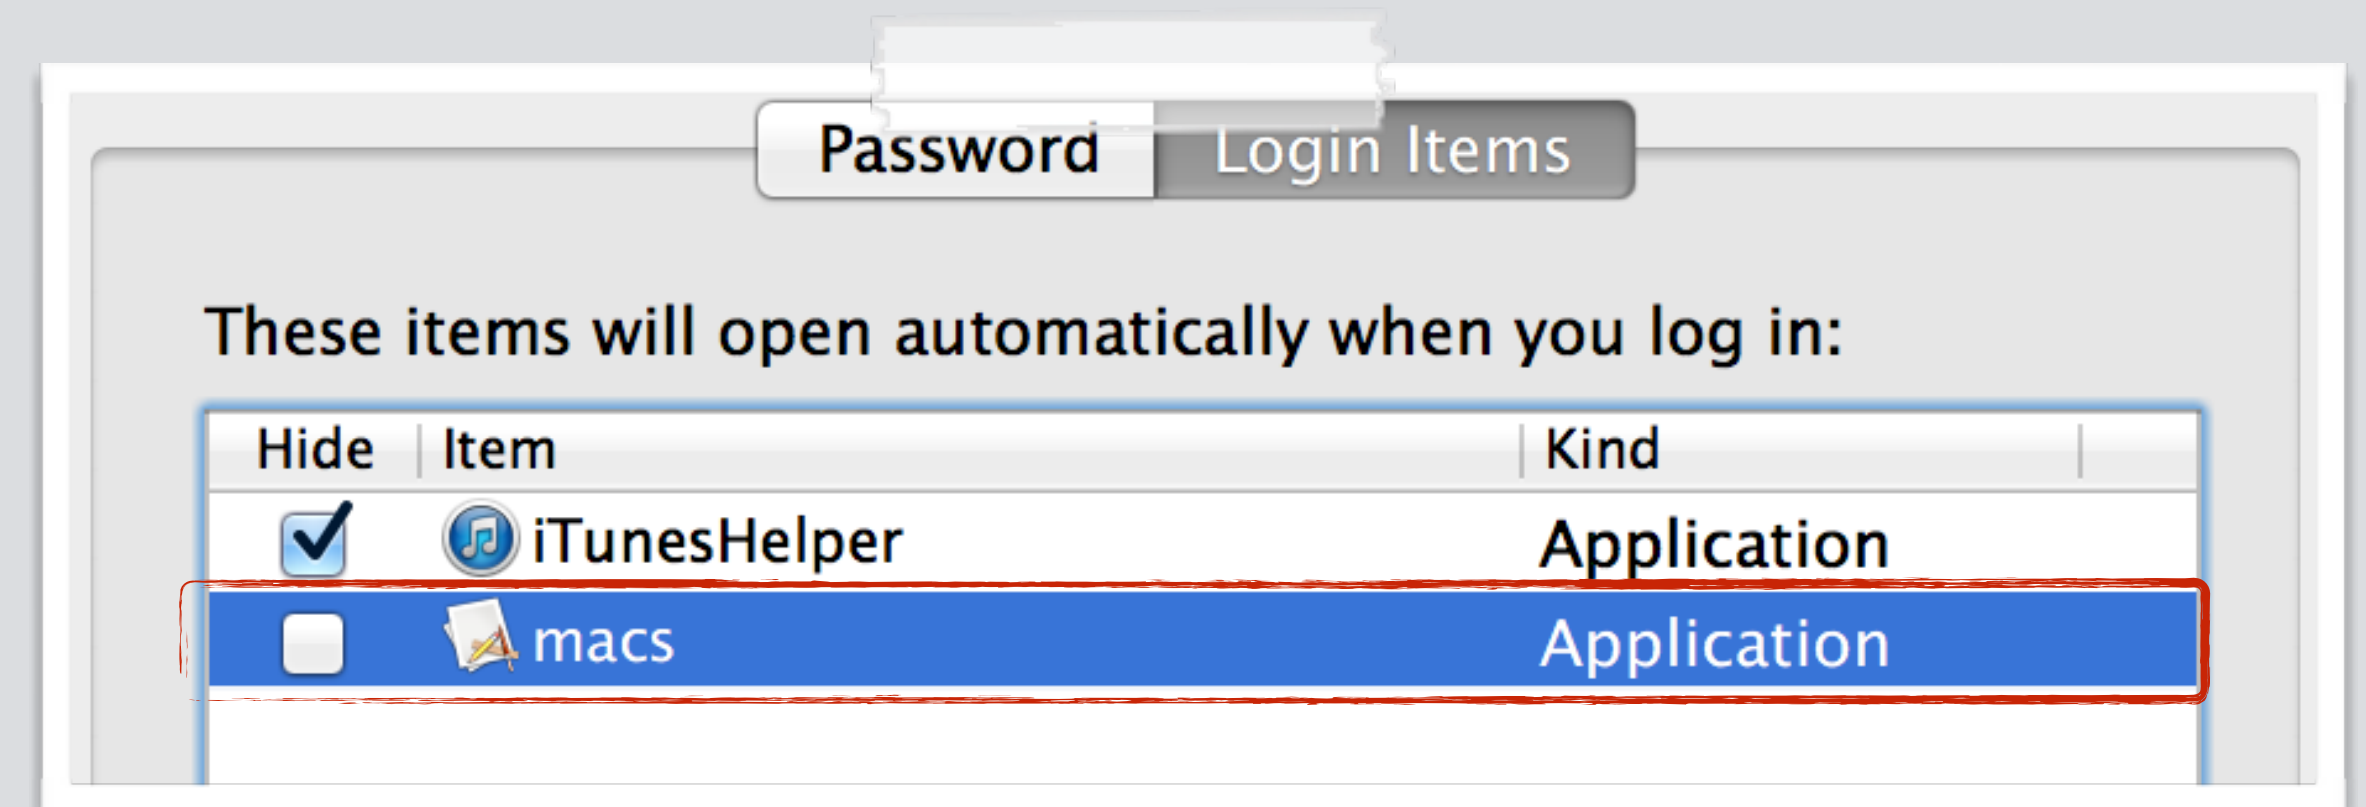 Password Login Items
These items will open automatically when you log in:
Hide Item Kind
iTunesHelper Application
macs Application